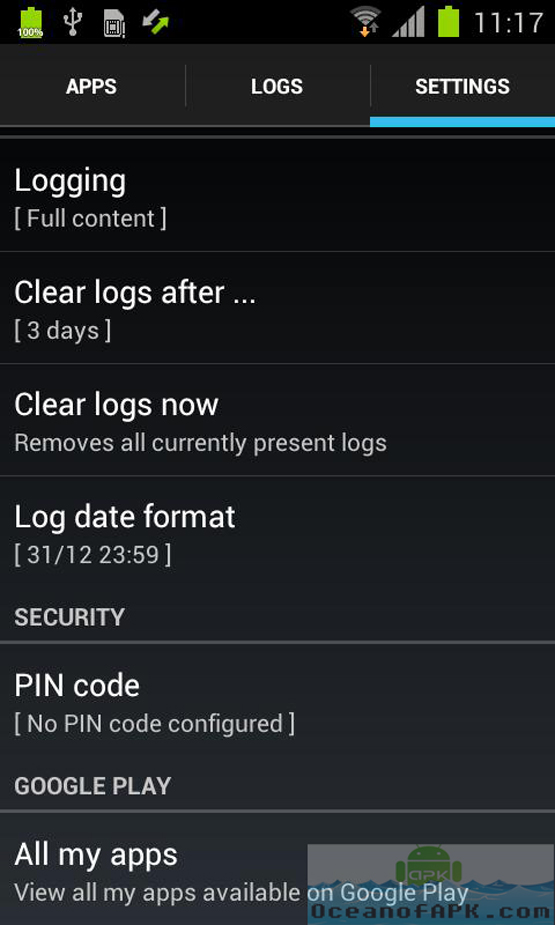 100%
11:17
APPS LOGS SETTINGS
Logging
[ Full content ]
Clear logs after ...
[ 3 days ]
Clear logs now
Removes all currently present logs
Log date format
[ 31/12 23:59 ]
SECURITY
PIN code
[ No PIN code configured ]
GOOGLE PLAY
All my apps
View all my apps available on Google Play
APK
OceanofAPK.com